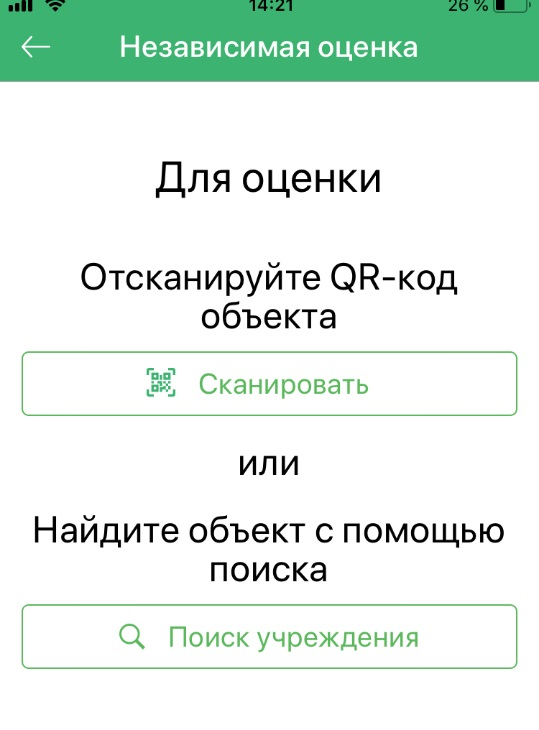 14:21
26 %
Независимая оценка
Для оценки
Отсканируйте QR-код
объекта
Сканировать
или
Найдите объект с помощью
поиска
Поиск учреждения